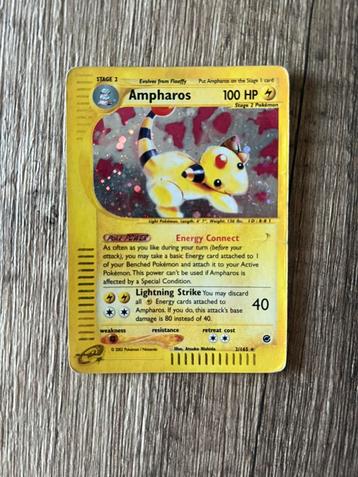 STAGE 2 Evolves from Flaaffy Put Ampharos on the Stage 1 card
Ampharos 100 HP
Stage 2 Pokémon
Light Pokémon. Length: 4' 7", Weight: 136 lbs.
POKÉ-POWER Energy Connect
As often as you like during your turn (before your
attack), you may take a basic Energy card attached to 1
of your Benched Pokémon and attach it to your Active
Pokémon. This power can't be used if Ampharos is
affected by a Special Condition.
Lightning Strike You may discard
all Energy cards attached to
Ampharos. If you do, this attack's base
damage is 80 instead of 40.
40
weakness resistance retreat cost
© 2002 Pokémon / Nintendo Illus. Atsuko Nishida 2/165
e